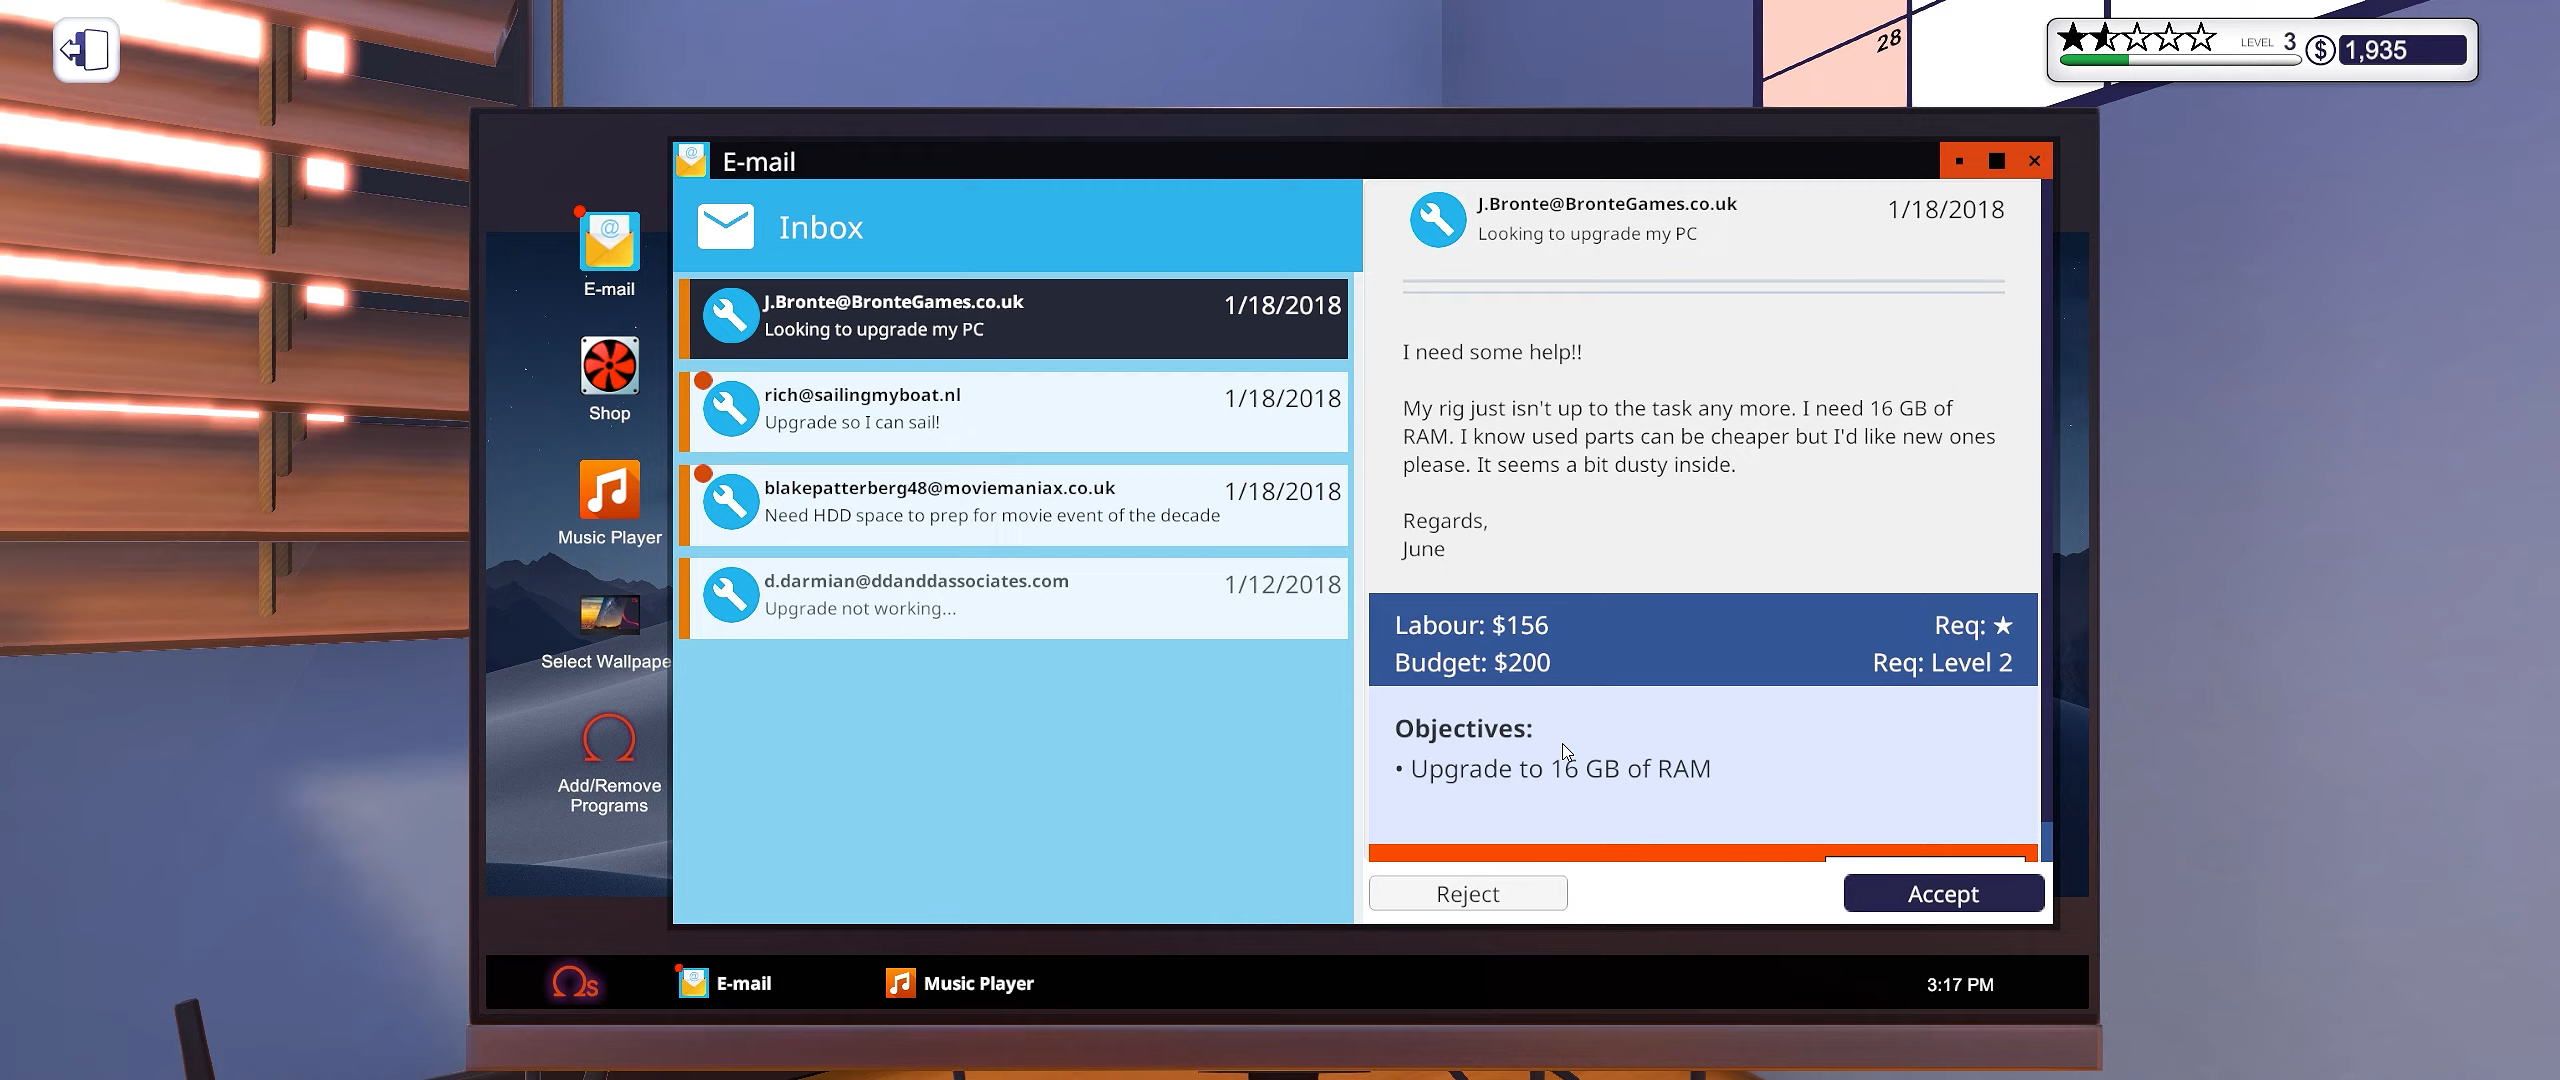 28
LEVEL 3
$ 1,935
E-mail
Inbox
J.Bronte@BronteGames.co.uk
1/18/2018
Looking to upgrade my PC
rich@sailingmyboat.nl
1/18/2018
Upgrade so I can sail!
blakepatterberg48@moviemaniax.co.uk
1/18/2018
Need HDD space to prep for movie event of the decade
d.darmian@ddanddassociates.com
1/12/2018
Upgrade not working...
J.Bronte@BronteGames.co.uk
1/18/2018
Looking to upgrade my PC
I need some help!!
My rig just isn't up to the task any more. I need 16 GB of
RAM. I know used parts can be cheaper but I'd like new ones
please. It seems a bit dusty inside.
Regards,
June
Labour: $156
Req: ★
Budget: $200
Req: Level 2
Objectives:
• Upgrade to 16 GB of RAM
Reject
Accept
E-mail
Shop
Music Player
Select Wallpape
Add/Remove
Programs
Ωs
E-mail
Music Player
3:17 PM